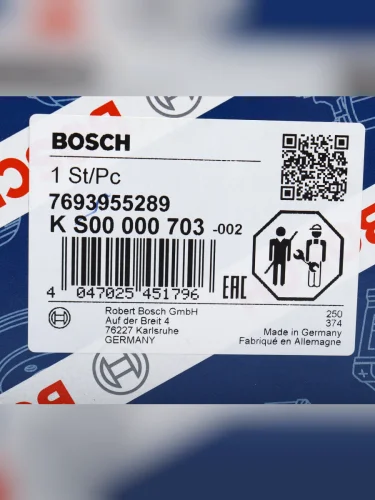 BOSCH
1 St/Pc
7693955289
K S00 000 703 -002
4 047025 451796
EAC
Robert Bosch GmbH
Auf der Breit 4
76227 Karlsruhe
GERMANY
250
374
Made in Germany
Fabriqué en Allemagne